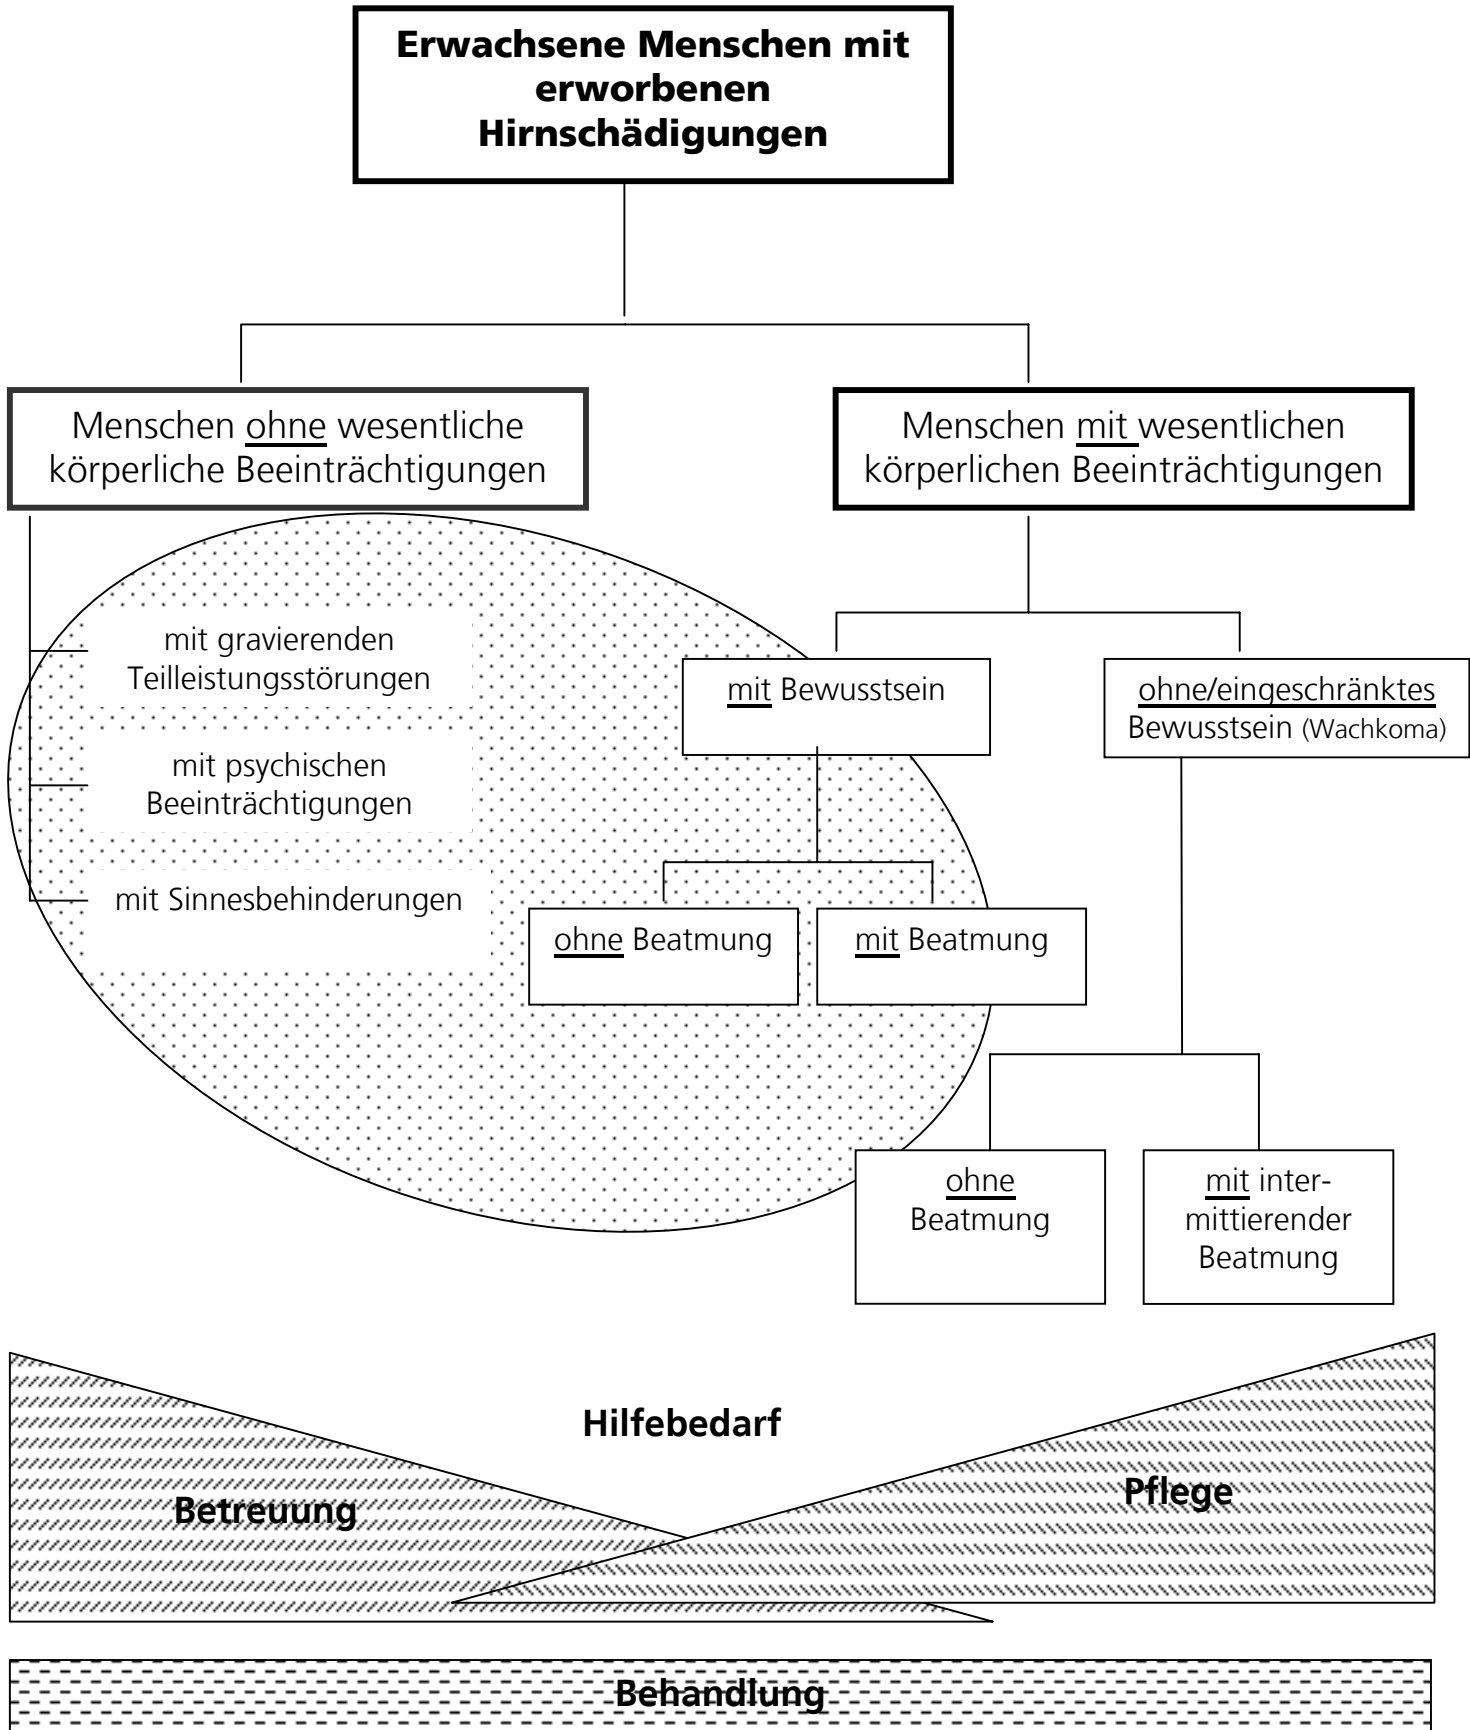 Erwachsene Menschen mit
erworbenen
Hirnschädigungen
Menschen ohne wesentliche
körperliche Beeinträchtigungen
Menschen mit wesentlichen
körperlichen Beeinträchtigungen
mit gravierenden
Teilleistungsstörungen
mit psychischen
Beeinträchtigungen
mit Sinnesbehinderungen
mit Bewusstsein
ohne/eingeschränktes
Bewusstsein (Wachkoma)
ohne Beatmung
mit Beatmung
ohne
Beatmung
mit inter-
mittierender
Beatmung
Hilfebedarf
Betreuung
Pflege
Behandlung